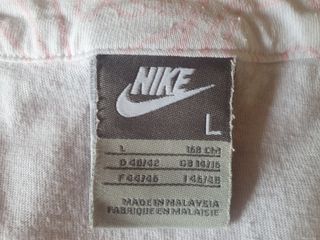 NIKE
L
L 168 CM
D 40/42 GB 14/16
F 44/46 I 46/48
MADE IN MALAYSIA
FABRIQUE EN MALAISIE